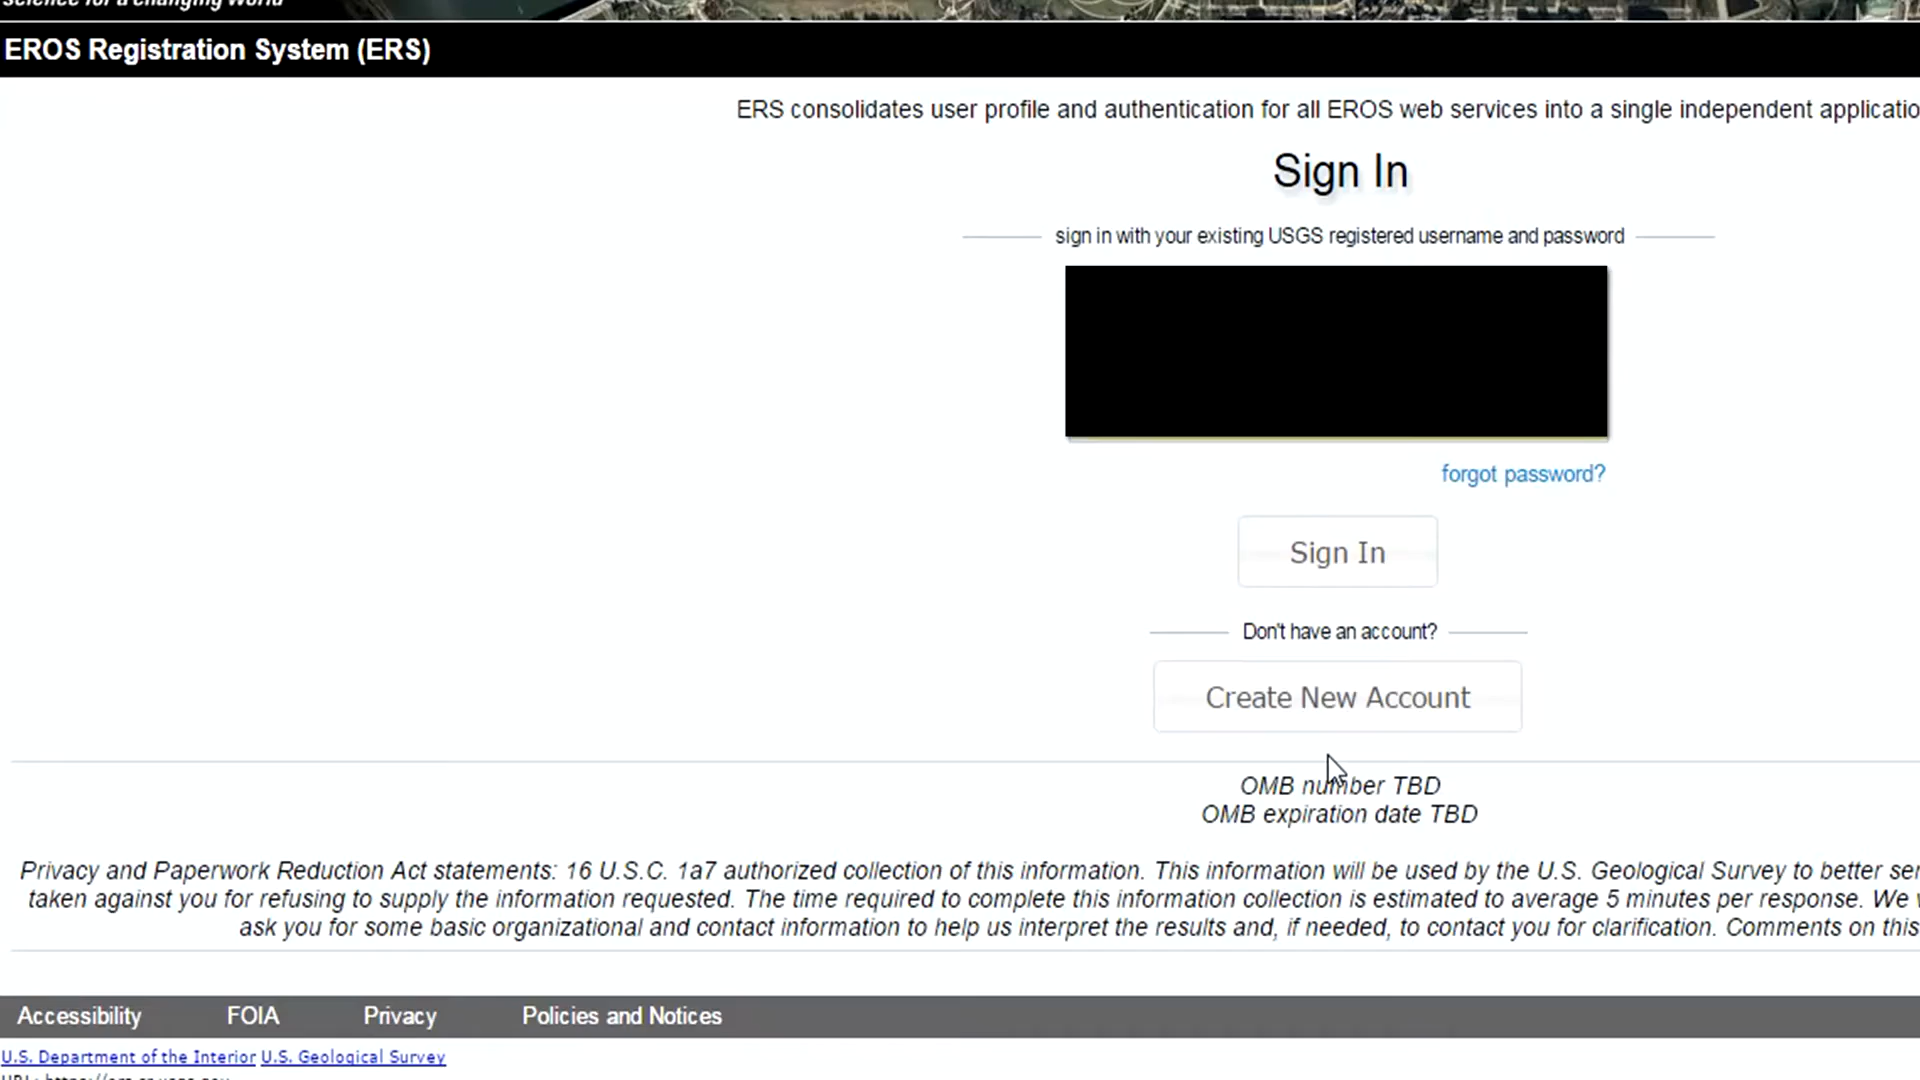 science for a changing world
EROS Registration System (ERS)
ERS consolidates user profile and authentication for all EROS web services into a single independent applicatio
Sign In
sign in with your existing USGS registered username and password
forgot password?
Sign In
Don't have an account?
Create New Account
OMB number TBD
OMB expiration date TBD
Privacy and Paperwork Reduction Act statements: 16 U.S.C. 1a7 authorized collection of this information. This information will be used by the U.S. Geological Survey to better ser
taken against you for refusing to supply the information requested. The time required to complete this information collection is estimated to average 5 minutes per response. We
ask you for some basic organizational and contact information to help us interpret the results and, if needed, to contact you for clarification. Comments on this
Accessibility FOIA Privacy Policies and Notices
U.S. Department of the Interior U.S. Geological Survey